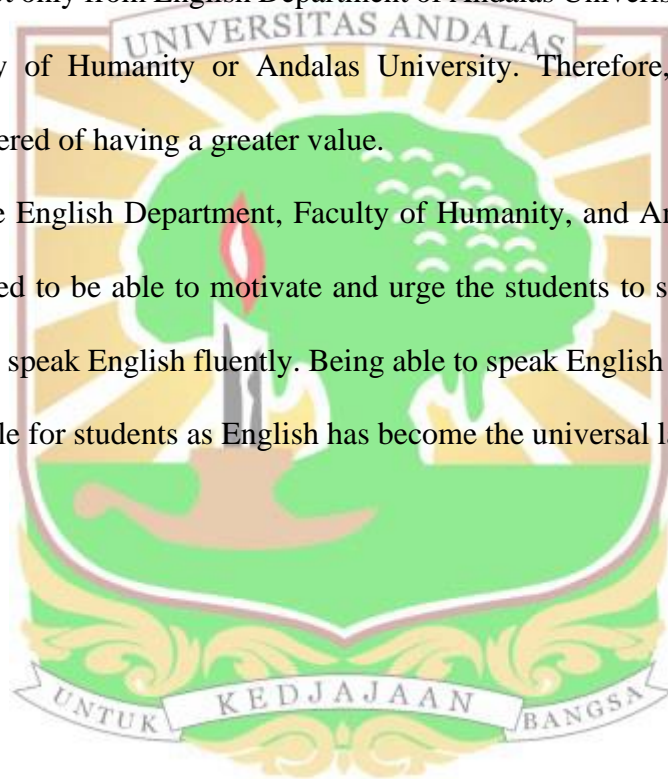 t only from English Department of Andalas Univeris
UNIVERSITAS ANDALAS
y of Humanity or Andalas University. Therefore,
ered of having a greater value.
e English Department, Faculty of Humanity, and An
ed to be able to motivate and urge the students to s
speak English fluently. Being able to speak English
le for students as English has become the universal la
UNTUK KEDJAJAAN BANGSA